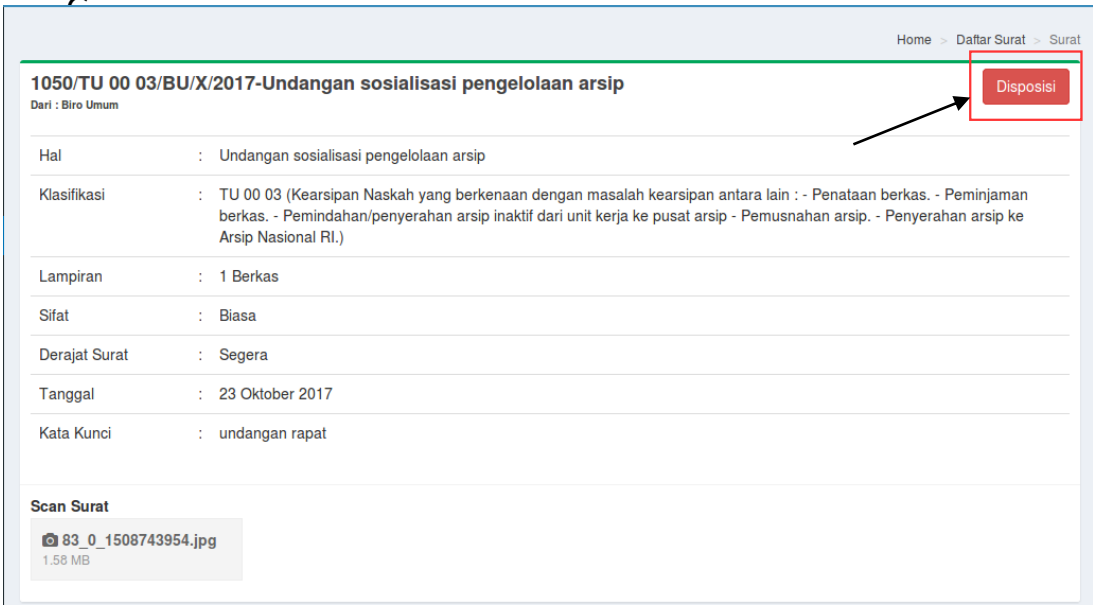 Home > Daftar Surat > Surat
1050/TU 00 03/BU/X/2017-Undangan sosialisasi pengelolaan arsip
Disposisi
Dari : Biro Umum
Hal : Undangan sosialisasi pengelolaan arsip
Klasifikasi : TU 00 03 (Kearsipan Naskah yang berkenaan dengan masalah kearsipan antara lain : - Penataan berkas. - Peminjaman
berkas. - Pemindahan/penyerahan arsip inaktif dari unit kerja ke pusat arsip - Pemusnahan arsip. - Penyerahan arsip ke
Arsip Nasional RI.)
Lampiran : 1 Berkas
Sifat : Biasa
Derajat Surat : Segera
Tanggal : 23 Oktober 2017
Kata Kunci : undangan rapat
Scan Surat
83_0_1508743954.jpg
1.58 MB